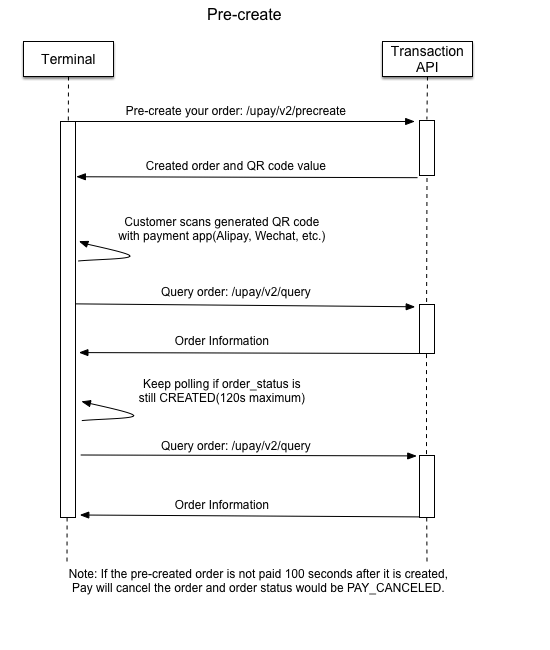 Pre-create
Terminal
Transaction
API
Pre-create your order: /upay/v2/precreate
Created order and QR code value
Customer scans generated QR code
with payment app(Alipay, Wechat, etc.)
Query order: /upay/v2/query
Order Information
Keep polling if order_status is
still CREATED(120s maximum)
Query order: /upay/v2/query
Order Information
Note: If the pre-created order is not paid 100 seconds after it is created,
Pay will cancel the order and order status would be PAY_CANCELED.